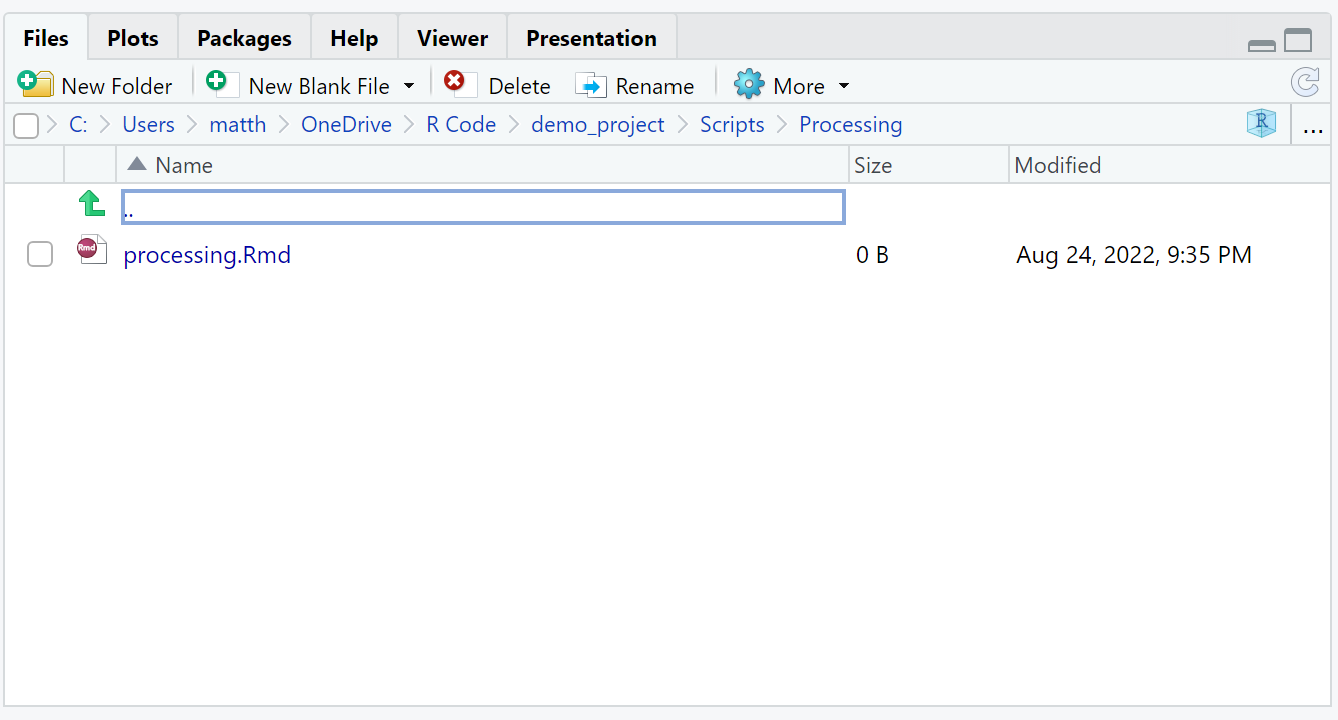 Files Plots Packages Help Viewer Presentation
New Folder New Blank File Delete Rename More
C: Users matth OneDrive R Code demo_project Scripts Processing R ...
Name Size Modified
..
Rmd processing.Rmd 0 B Aug 24, 2022, 9:35 PM